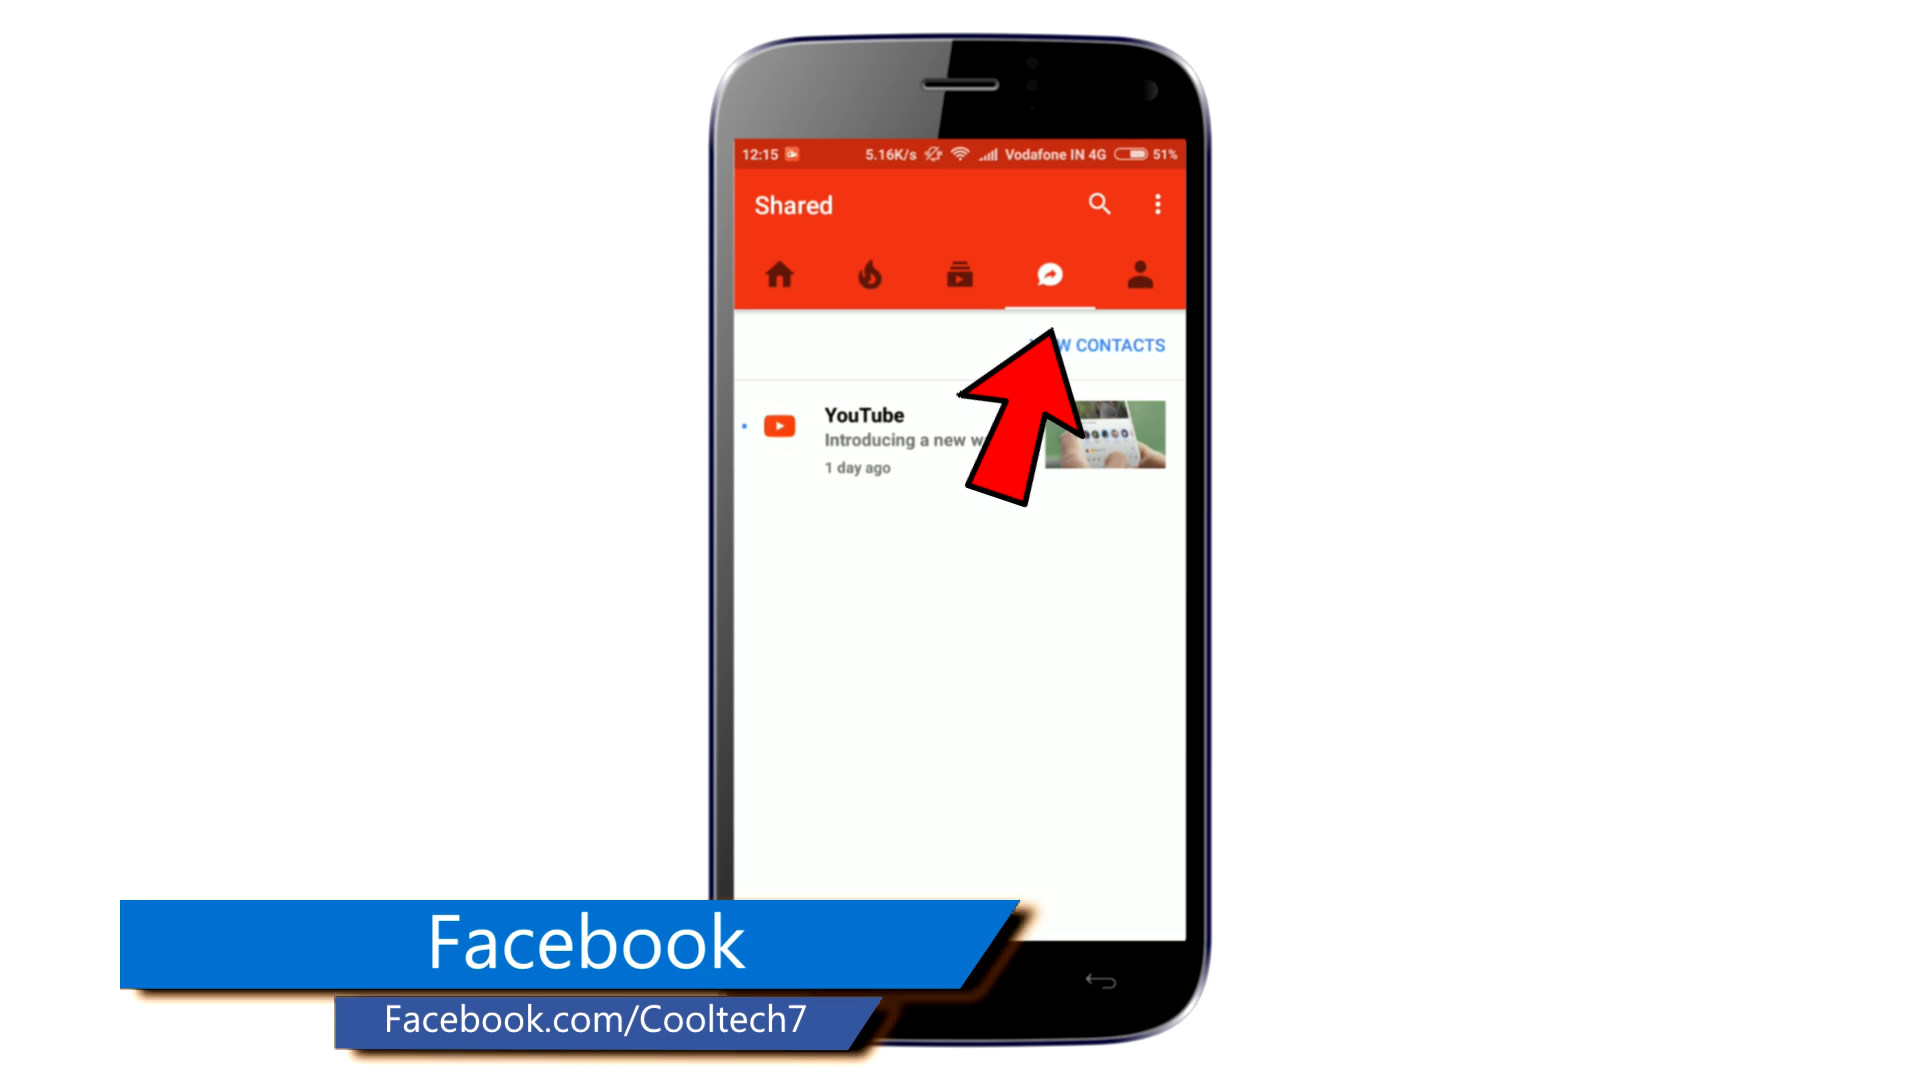 12:15 5.16K/s Vodafone IN 4G 51%
Shared
CONTACTS
YouTube
Introducing a new
1 day ago
Facebook
Facebook.com/Cooltech7